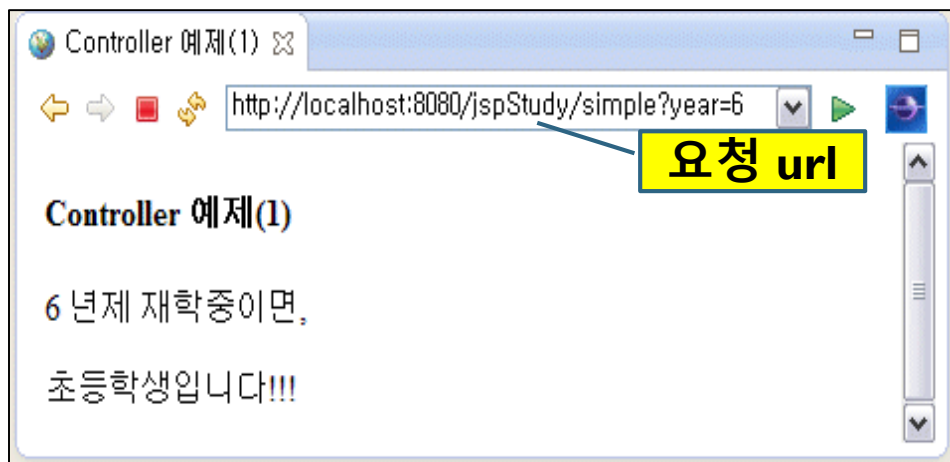 Controller 예제(1)
http://localhost:8080/jspStudy/simple?year=6
요청 url
Controller 예제(1)
6 년제 재학중이면,
초등학생입니다!!!